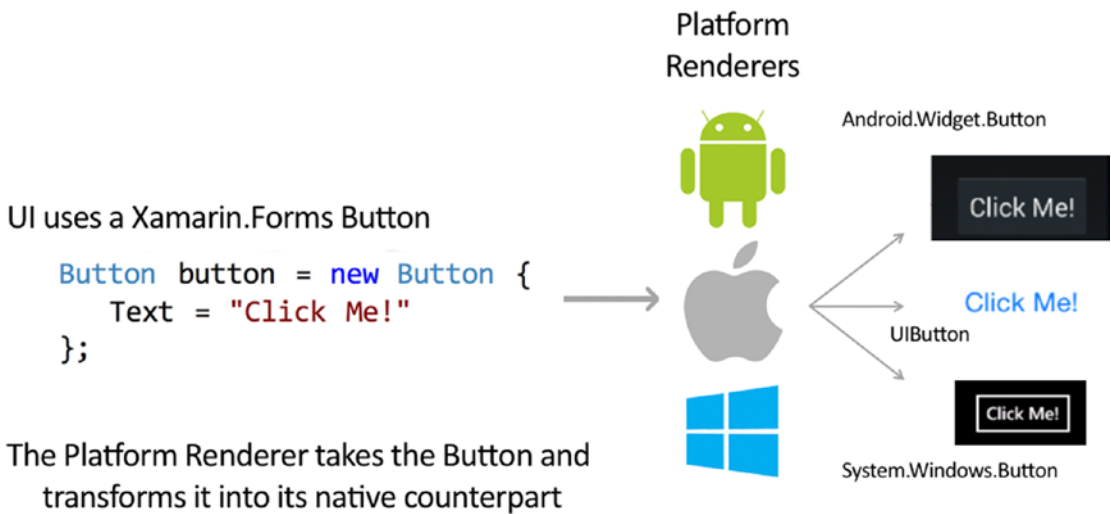 Platform
Renderers
Android.Widget.Button
Click Me!
UI uses a Xamarin.Forms Button
Button button = new Button {
Text = "Click Me!"
};
Click Me!
UIButton
Click Me!
The Platform Renderer takes the Button and
transforms it into its native counterpart
System.Windows.Button